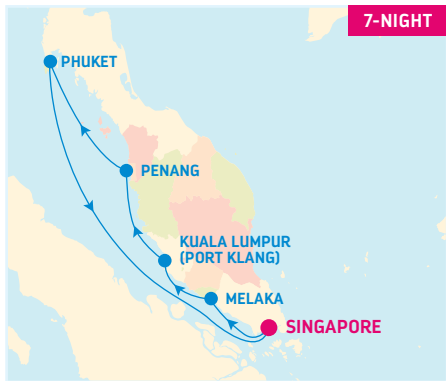 7-NIGHT
PHUKET
PENANG
KUALA LUMPUR
(PORT KLANG)
MELAKA
SINGAPORE